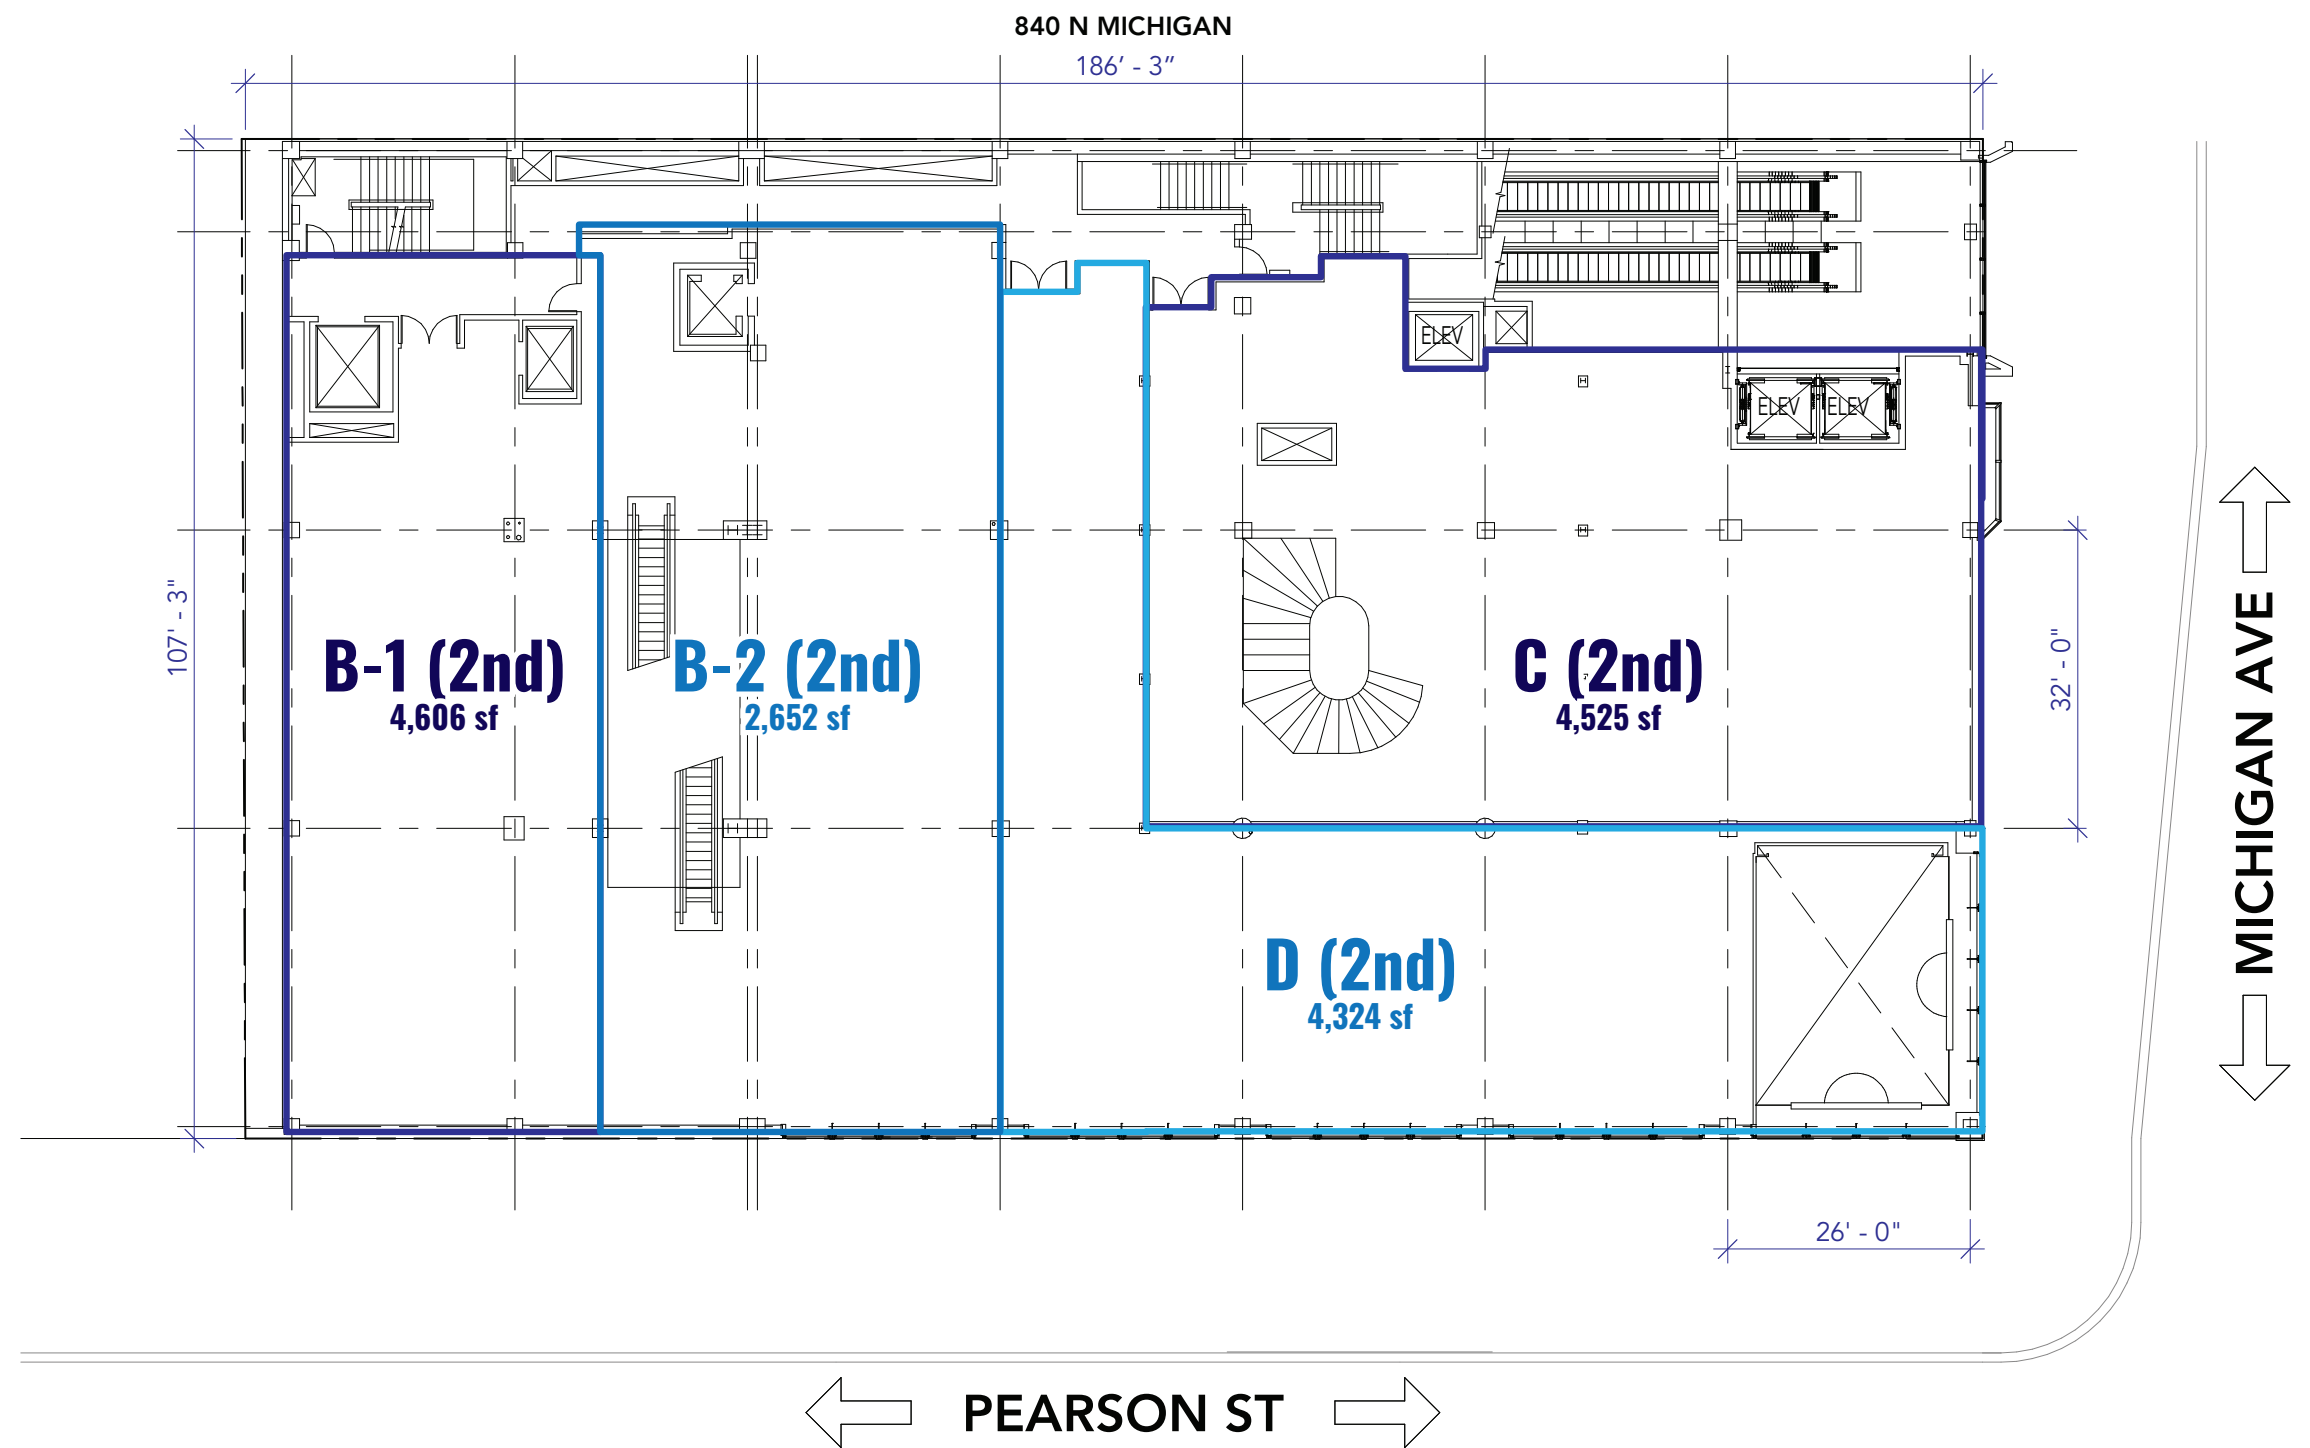 840 N MICHIGAN
186’ - 3”
ELEV
ELEV
ELEV
107' - 3"
32' - 0"
B-1 (2nd)
4,606 sf
B-2 (2nd)
2,652 sf
C (2nd)
4,525 sf
D (2nd)
4,324 sf
MICHIGAN AVE
26' - 0"
PEARSON ST